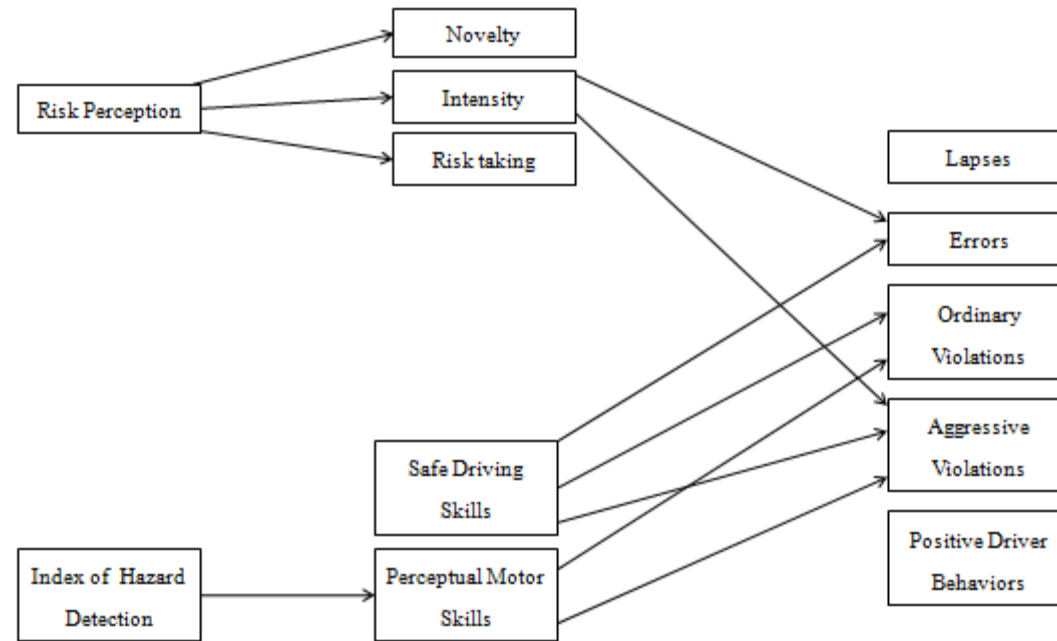 Novelty
Risk Perception
Intensity
Risk taking
Lapses
Errors
Ordinary
Violations
Aggressive
Violations
Safe Driving
Skills
Positive Driver
Behaviors
Index of Hazard
Detection
Perceptual Motor
Skills